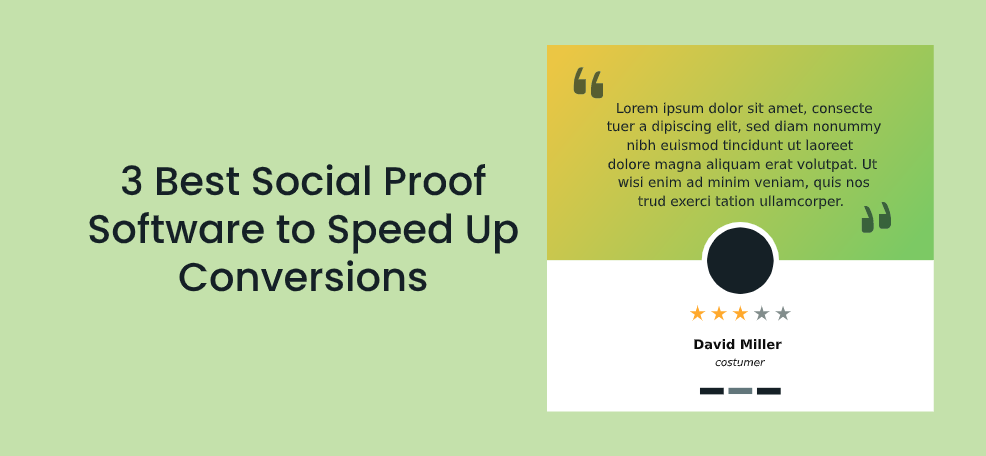 3 Best Social Proof
Software to Speed Up
Conversions
“
Lorem ipsum dolor sit amet, consecte
tuer a dipiscing elit, sed diam nonummy
nibh euismod tincidunt ut laoreet
dolore magna aliquam erat volutpat. Ut
wisi enim ad minim veniam, quis nos
trud exerci tation ullamcorper.
”
David Miller
costumer